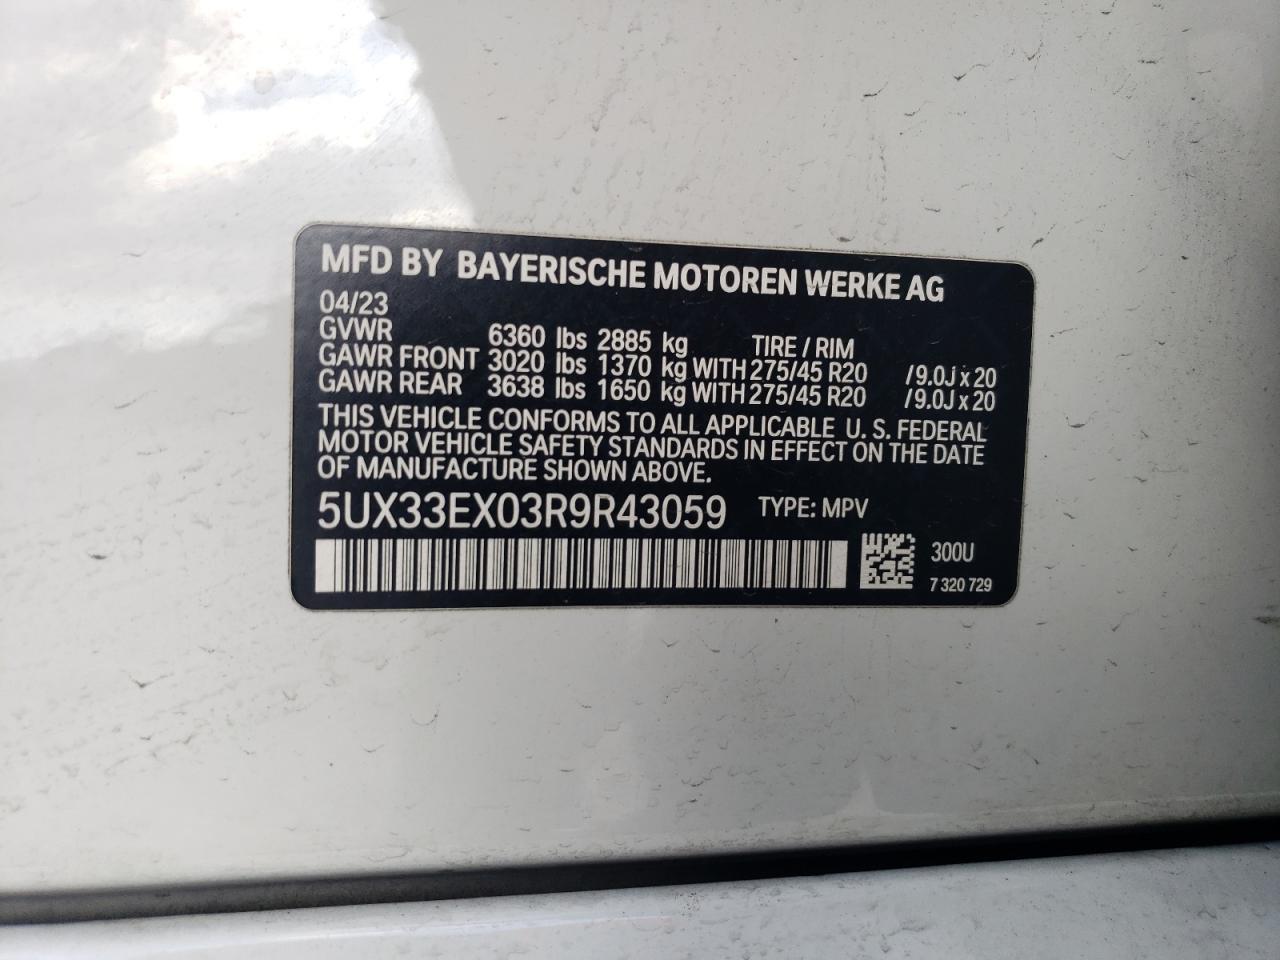 MFD BY BAYERISCHE MOTOREN WERKE AG
04/23
GVWR 6360 lbs 2885 kg TIRE / RIM
GAWR FRONT 3020 lbs 1370 kg WITH 275/45 R20 /9.0J x 20
GAWR REAR 3638 lbs 1650 kg WITH 275/45 R20 /9.0J x 20
THIS VEHICLE CONFORMS TO ALL APPLICABLE U. S. FEDERAL
MOTOR VEHICLE SAFETY STANDARDS IN EFFECT ON THE DATE
OF MANUFACTURE SHOWN ABOVE.
5UX33EX03R9R43059 TYPE: MPV
300U
7 320 729